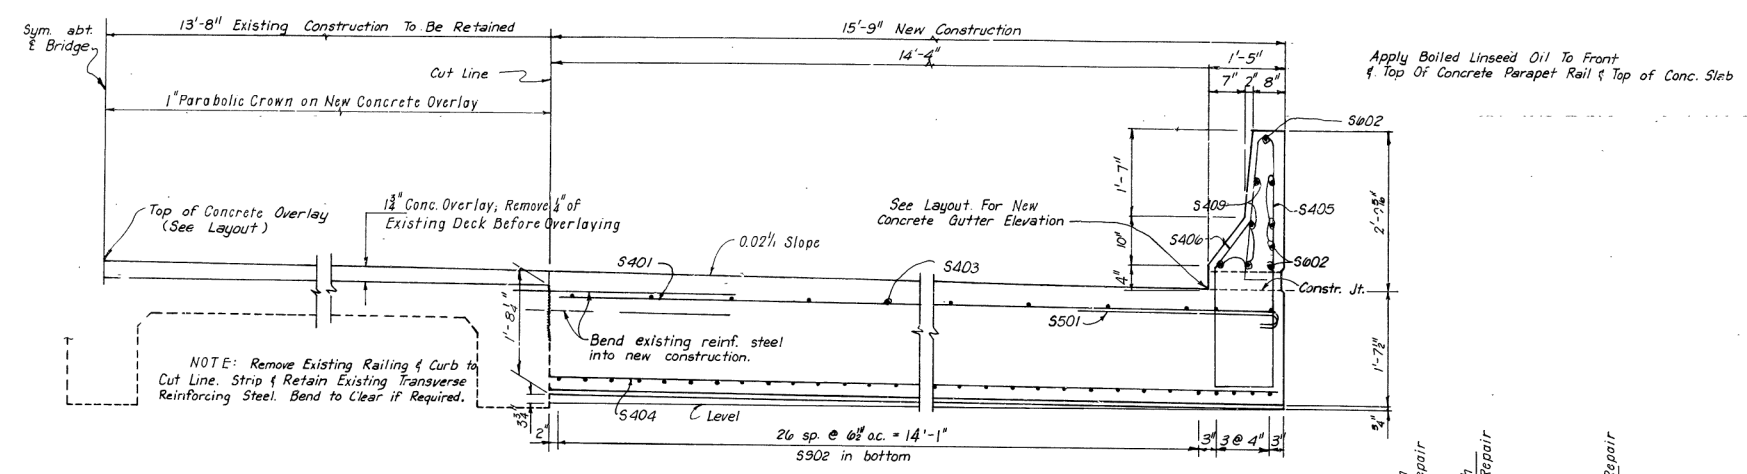 Sym. abt.
℄ Bridge
13'-8" Existing Construction To Be Retained
15'-9" New Construction
14'-4"
1'-5"
Cut Line
7"
2"
8"
Apply Boiled Linseed Oil To Front
& Top Of Concrete Parapet Rail & Top of Conc. Slab
1" Parabolic Crown on New Concrete Overlay
S602
1'-7"
1¾" Conc. Overlay; Remove ¼" of
Existing Deck Before Overlaying
Top of Concrete Overlay
(See Layout)
See Layout For New
Concrete Gutter Elevation
S409
S405
0.02'/' Slope
10"
S406
S401
S403
S602
4"
Constr. Jt.
1'-8¼"
S501
Bend existing reinf. steel
into new construction.
1'-7½"
NOTE: Remove Existing Railing & Curb to
Cut Line. Strip & Retain Existing Transverse
Reinforcing Steel. Bend to Clear if Required.
3¾"
S404
Level
¾"
2"
26 sp. @ 6½" o.c. = 14'-1"
3"
3 @ 4"
3"
S902 in bottom
epair
Repair
Repair